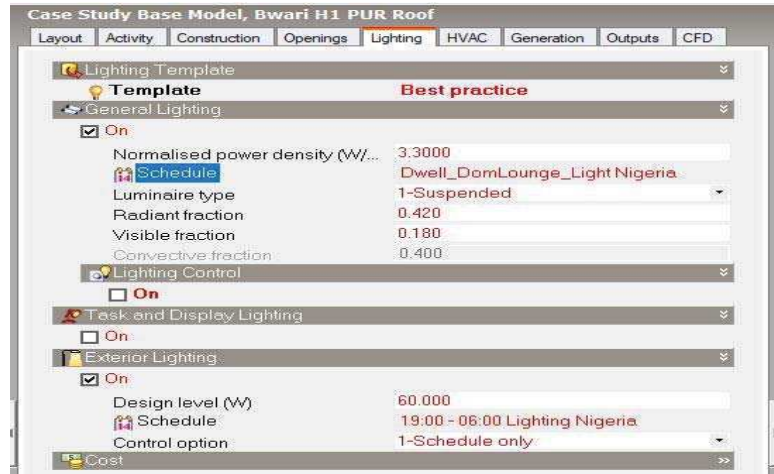 Case Study Base Model, Bwari H1 PUR Roof
Layout Activity Construction Openings Lighting HVAC Generation Outputs CFD
Lighting Template
Template Best practice
General Lighting
On
Normalised power density (W/... 3.3000
Schedule Dwell_DomLounge_Light Nigeria
Luminaire type 1-Suspended
Radiant fraction 0.420
Visible fraction 0.180
Convective fraction 0.400
Lighting Control
On
Task and Display Lighting
On
Exterior Lighting
On
Design level (W) 60.000
Schedule 19:00 - 06:00 Lighting Nigeria
Control option 1-Schedule only
Cost